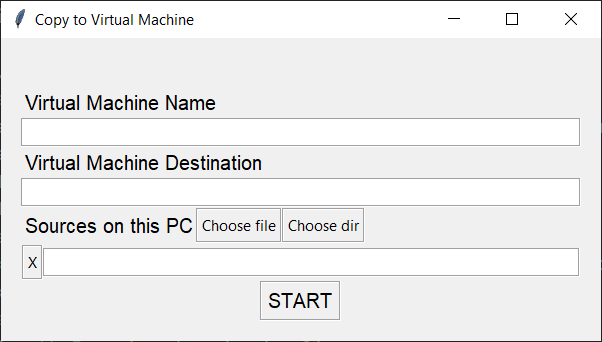 Copy to Virtual Machine
Virtual Machine Name
Virtual Machine Destination
Sources on this PC Choose file Choose dir
X
START